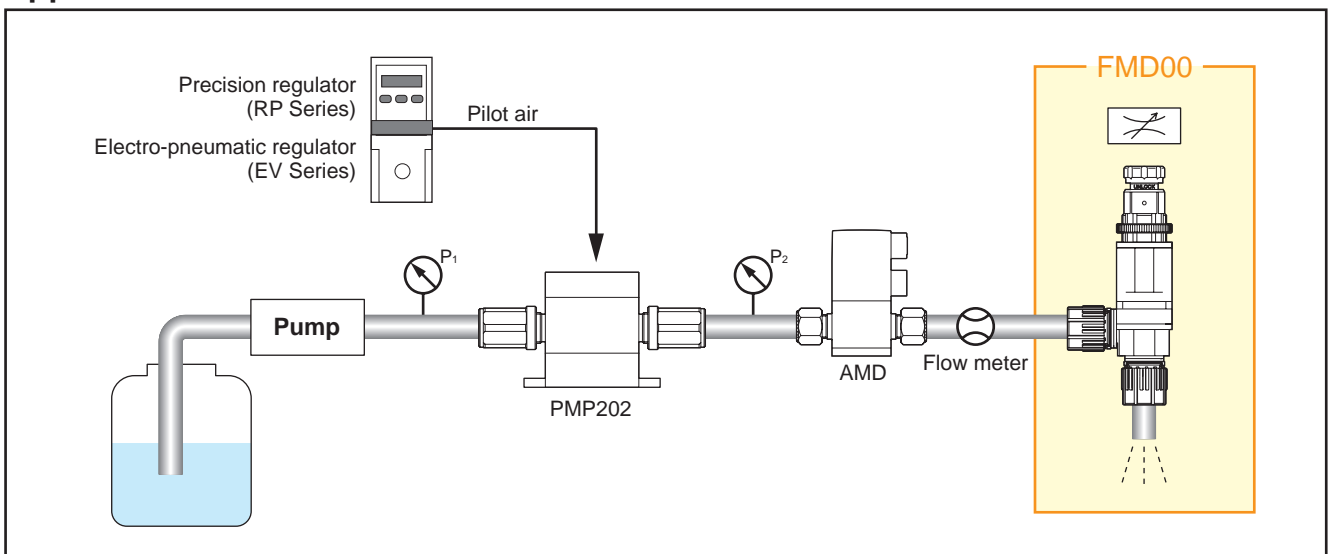 FMD00
Precision regulator
(RP Series)
Pilot air
Electro-pneumatic regulator
(EV Series)
UNLOCK
P₁
P₂
Pump
Flow meter
AMD
PMP202